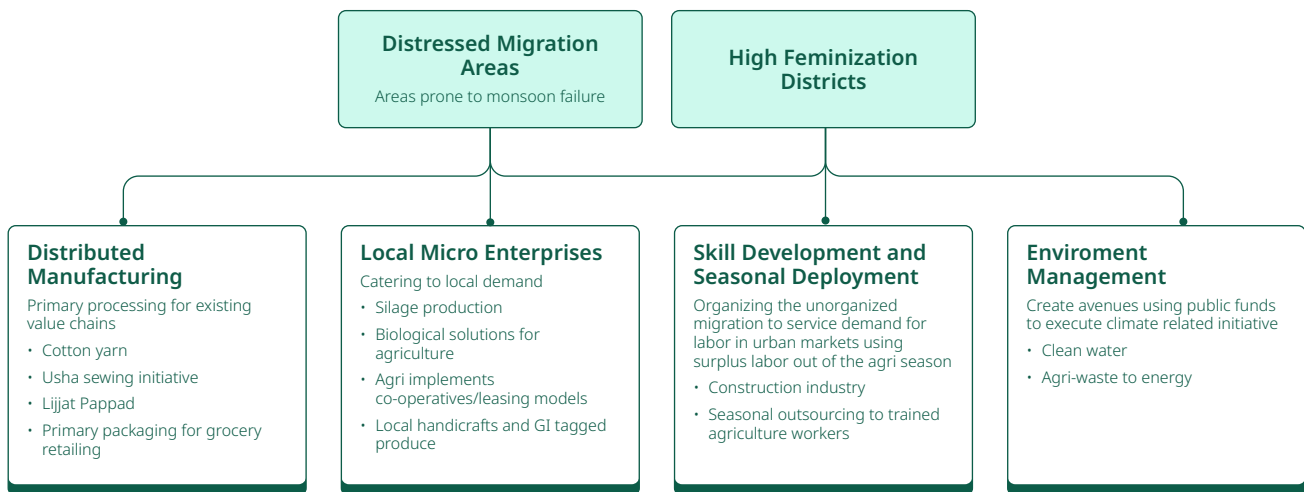 Distressed Migration
Areas
Areas prone to monsoon failure
High Feminization
Districts
Distributed
Manufacturing
Primary processing for existing
value chains
• Cotton yarn
• Usha sewing initiative
• Lijjat Pappad
• Primary packaging for grocery
retailing
Local Micro Enterprises
Catering to local demand
• Silage production
• Biological solutions for
agriculture
• Agri implements
co-operatives/leasing models
• Local handicrafts and GI tagged
produce
Skill Development and
Seasonal Deployment
Organizing the unorganized
migration to service demand for
labor in urban markets using
surplus labor out of the agri season
• Construction industry
• Seasonal outsourcing to trained
agriculture workers
Enviroment
Management
Create avenues using public funds
to execute climate related initiative
• Clean water
• Agri-waste to energy